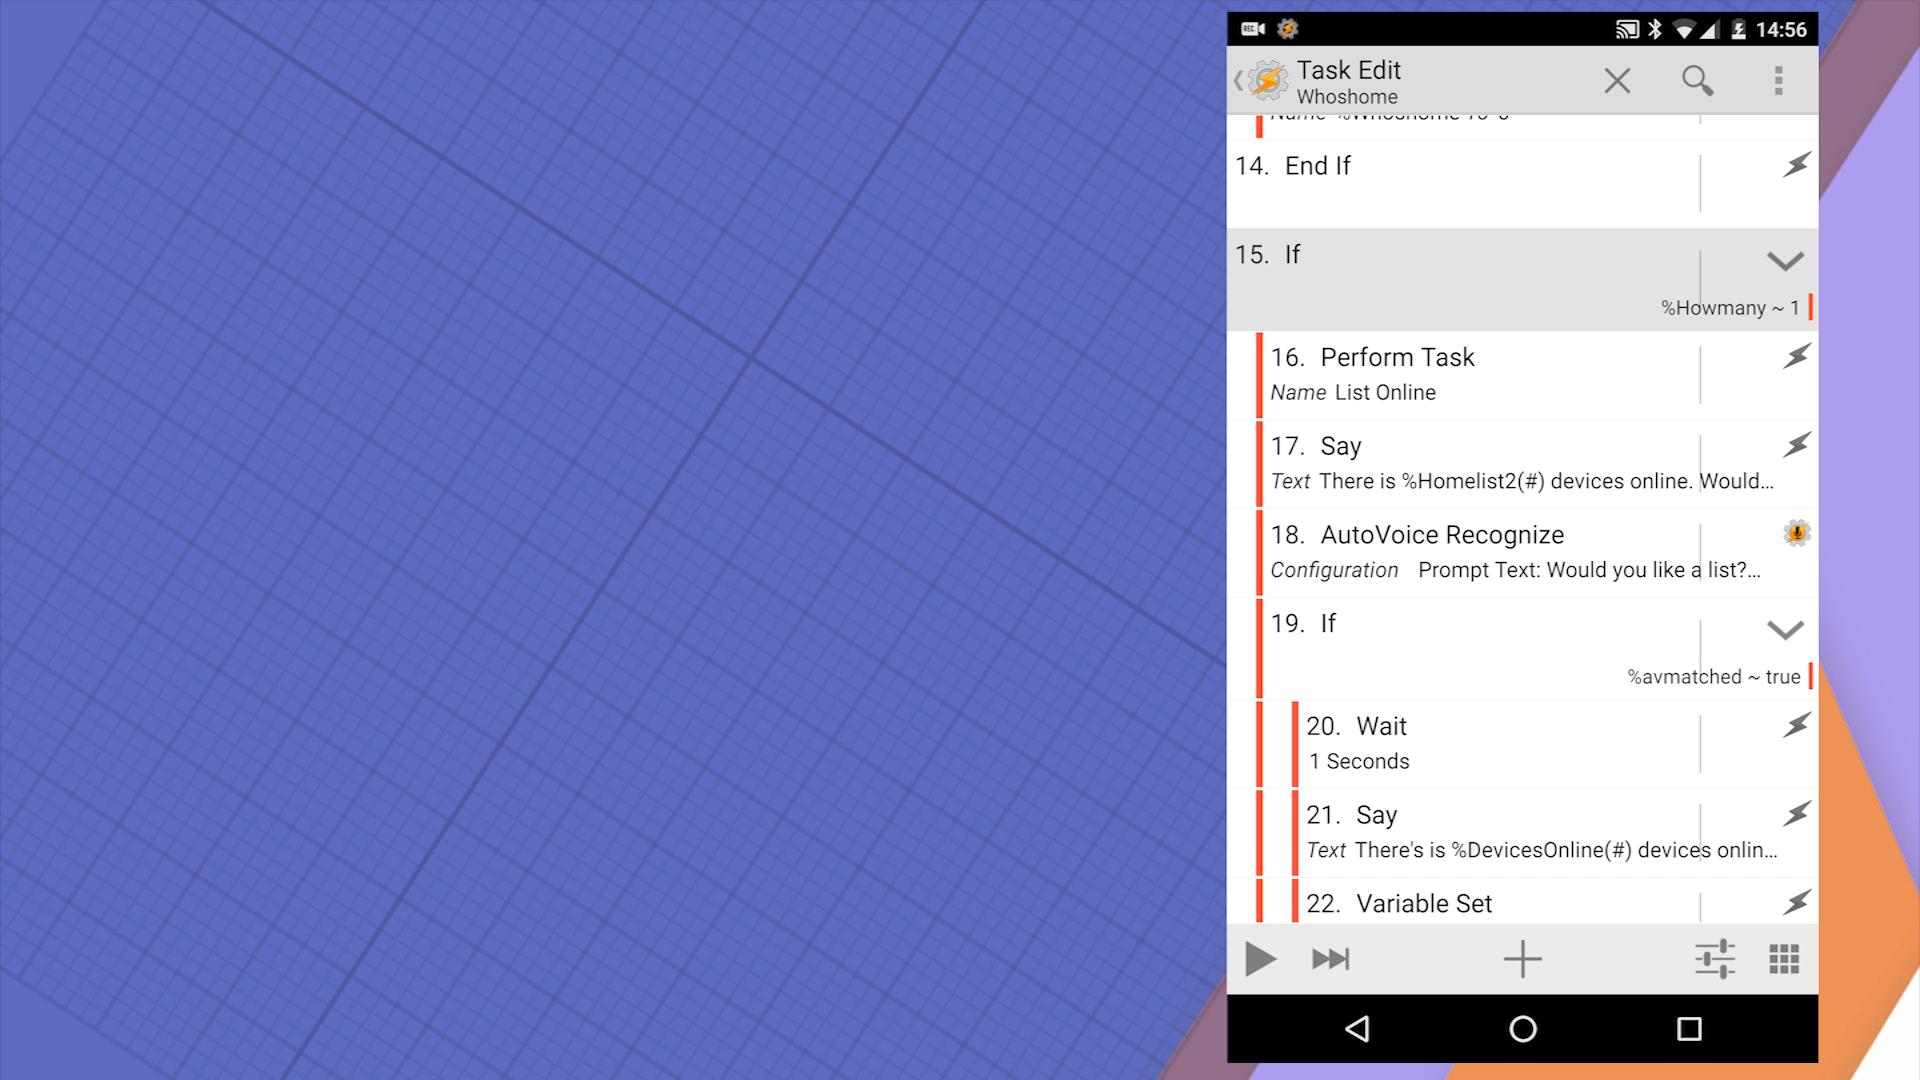 REC
14:56
Task Edit
Whoshome
14. End If
15. If
%Howmany ~ 1
16. Perform Task
Name List Online
17. Say
Text There is %Homelist2(#) devices online. Would...
18. AutoVoice Recognize
Configuration Prompt Text: Would you like a list?...
19. If
%avmatched ~ true
20. Wait
1 Seconds
21. Say
Text There's is %DevicesOnline(#) devices onlin...
22. Variable Set